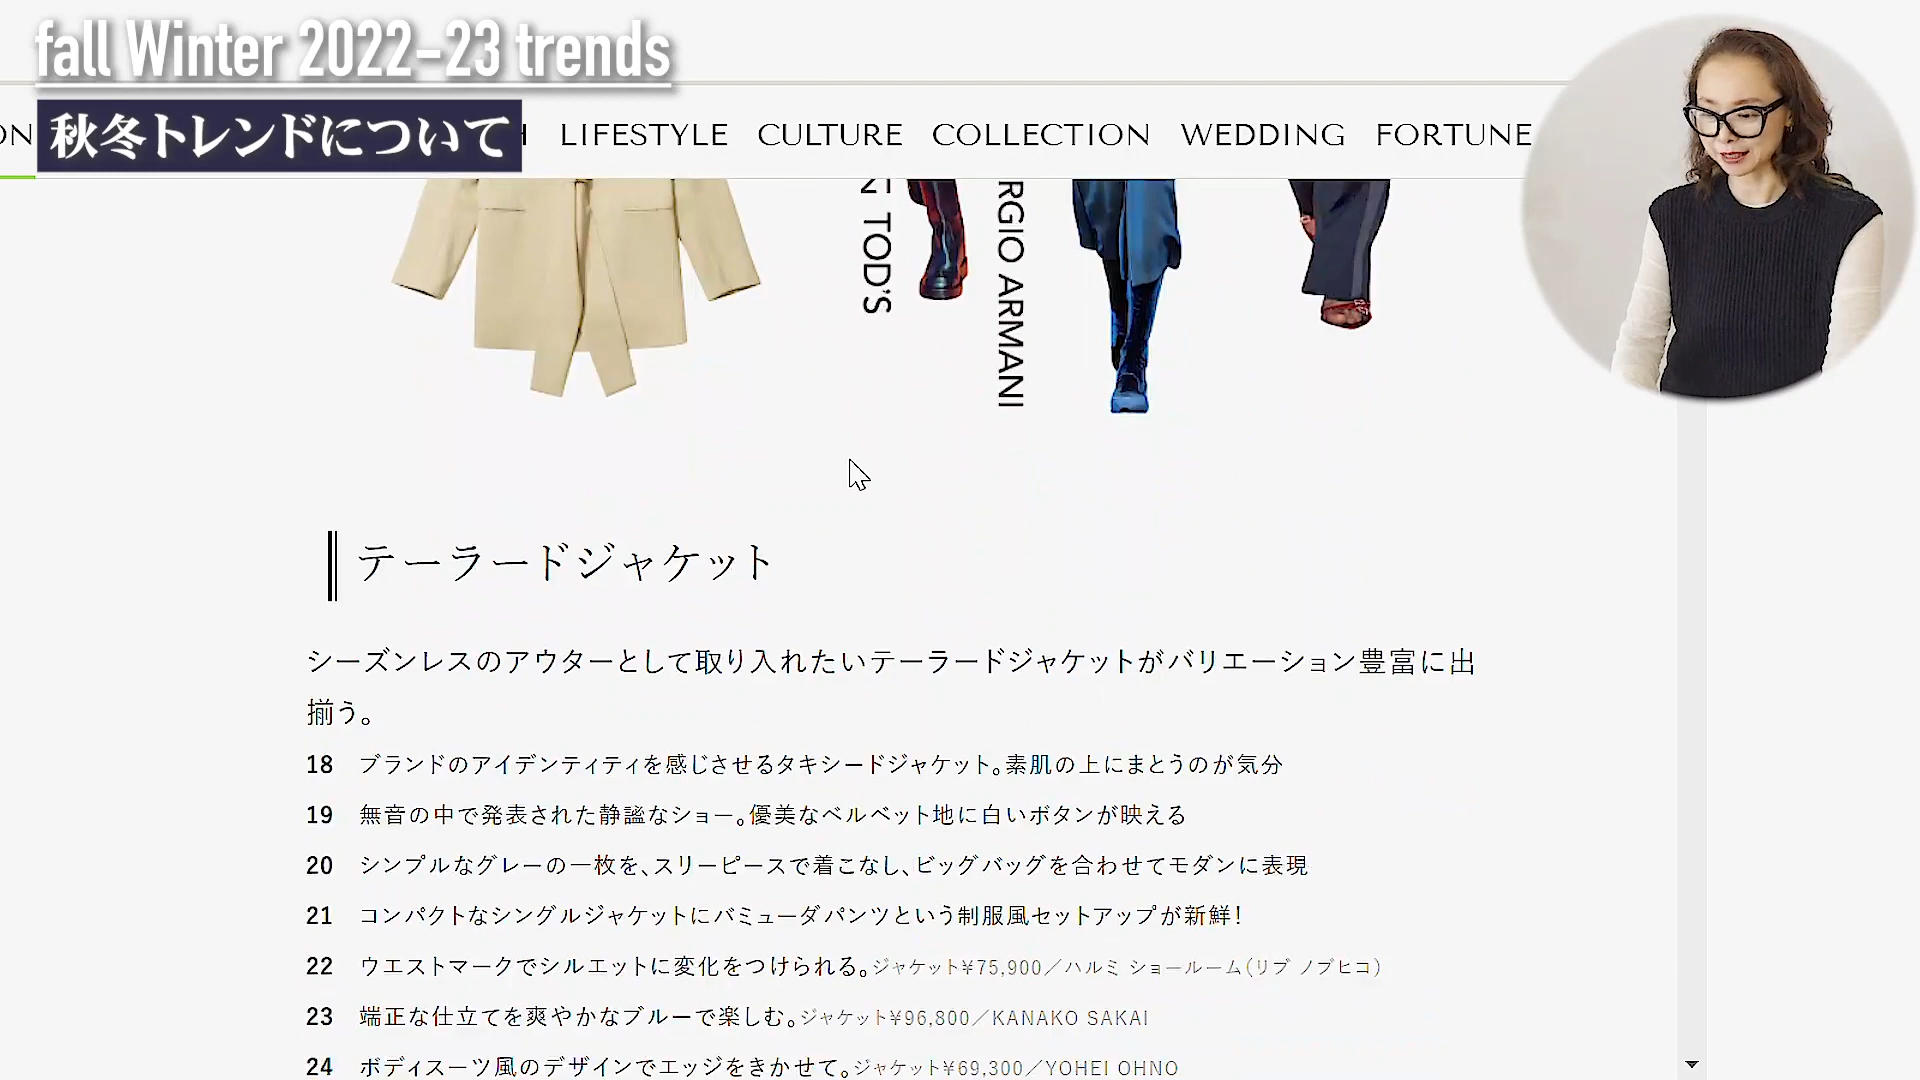 fall Winter 2022-23 trends
秋冬トレンドについて
LIFESTYLE CULTURE COLLECTION WEDDING FORTUNE
TOD'S
RGIO ARMANI
テーラードジャケット
シーズンレスのアウターとして取り入れたいテーラードジャケットがバリエーション豊富に出
揃う。
18 ブランドのアイデンティティを感じさせるタキシードジャケット。素肌の上にまとうのが気分
19 無音の中で発表された静謐なショー。優美なベルベット地に白いボタンが映える
20 シンプルなグレーの一枚を、スリーピースで着こなし、ビッグバッグを合わせてモダンに表現
21 コンパクトなシングルジャケットにバミューダパンツという制服風セットアップが新鮮!
22 ウエストマークでシルエットに変化をつけられる。ジャケット¥75,900／ハルミ ショールーム(リブ ノブヒコ)
23 端正な仕立てを爽やかなブルーで楽しむ。ジャケット¥96,800／KANAKO SAKAI
24 ボディスーツ風のデザインでエッジをきかせて。ジャケット¥69,300／YOHEI OHNO